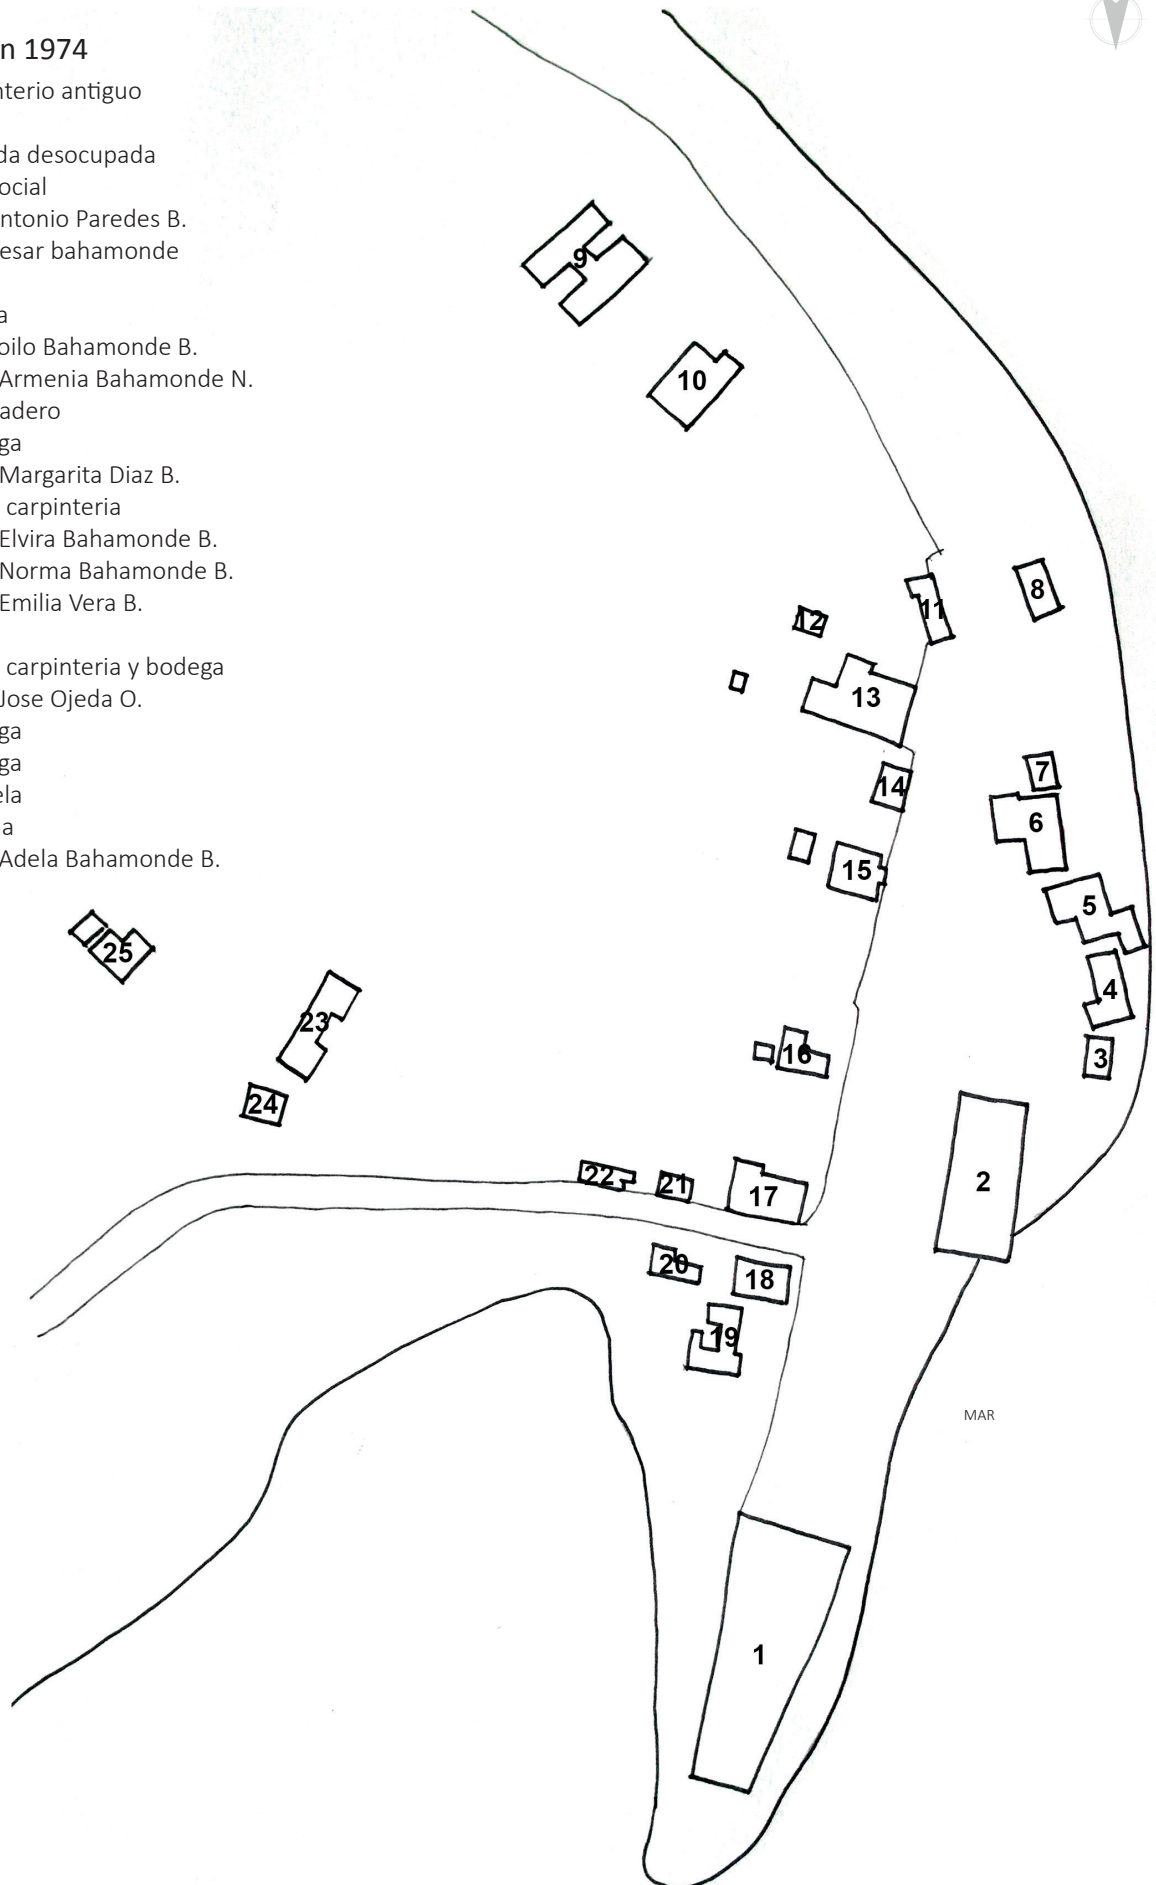 n 1974
nterio antiguo
da desocupada
ocial
ntonio Paredes B.
esar bahamonde
a
oilo Bahamonde B.
Armenia Bahamonde N.
adero
ga
Margarita Diaz B.
carpinteria
Elvira Bahamonde B.
Norma Bahamonde B.
Emilia Vera B.
carpinteria y bodega
Jose Ojeda O.
ga
ga
ela
a
Adela Bahamonde B.
9
10
8
11
12
13
7
14
6
15
5
25
4
23
16
3
24
22
21
17
2
20
18
19
MAR
1